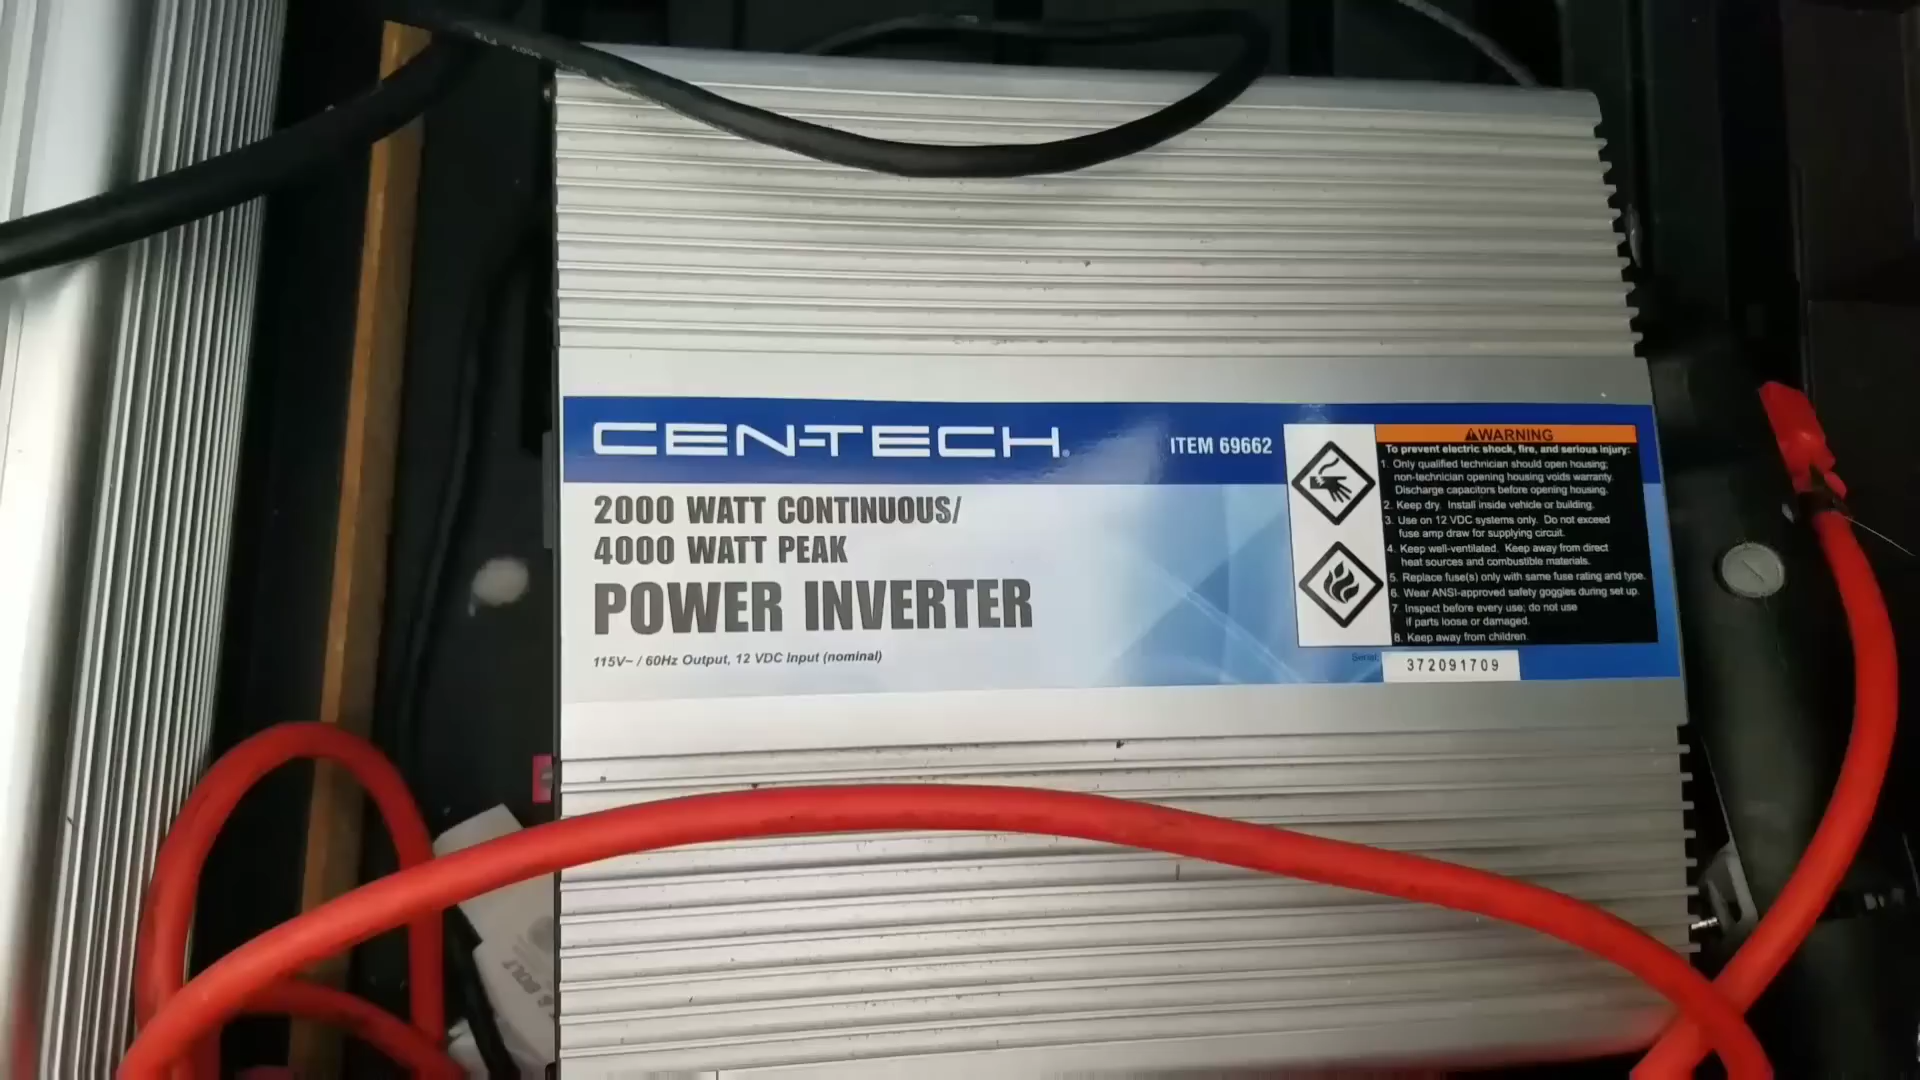 CEN-TECH®
ITEM 69662
2000 WATT CONTINUOUS/
4000 WATT PEAK
POWER INVERTER
115V~ / 60Hz Output, 12 VDC Input (nominal)
⚠WARNING
To prevent electric shock, fire, and serious injury:
1. Only qualified technician should open housing;
non-technician opening housing voids warranty.
Discharge capacitors before opening housing.
2. Keep dry. Install inside vehicle or building.
3. Use on 12 VDC systems only. Do not exceed
fuse amp draw for supplying circuit.
4. Keep well-ventilated. Keep away from direct
heat sources and combustible materials.
5. Replace fuse(s) only with same fuse rating and type.
6. Wear ANSI-approved safety goggles during set up.
7. Inspect before every use; do not use
if parts loose or damaged.
8. Keep away from children.
Serial:
372091709
& BOLT